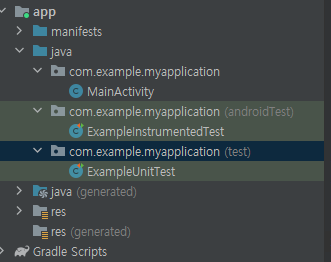 app
manifests
java
com.example.myapplication
MainActivity
com.example.myapplication (androidTest)
ExampleInstrumentedTest
com.example.myapplication (test)
ExampleUnitTest
java (generated)
res
res (generated)
Gradle Scripts